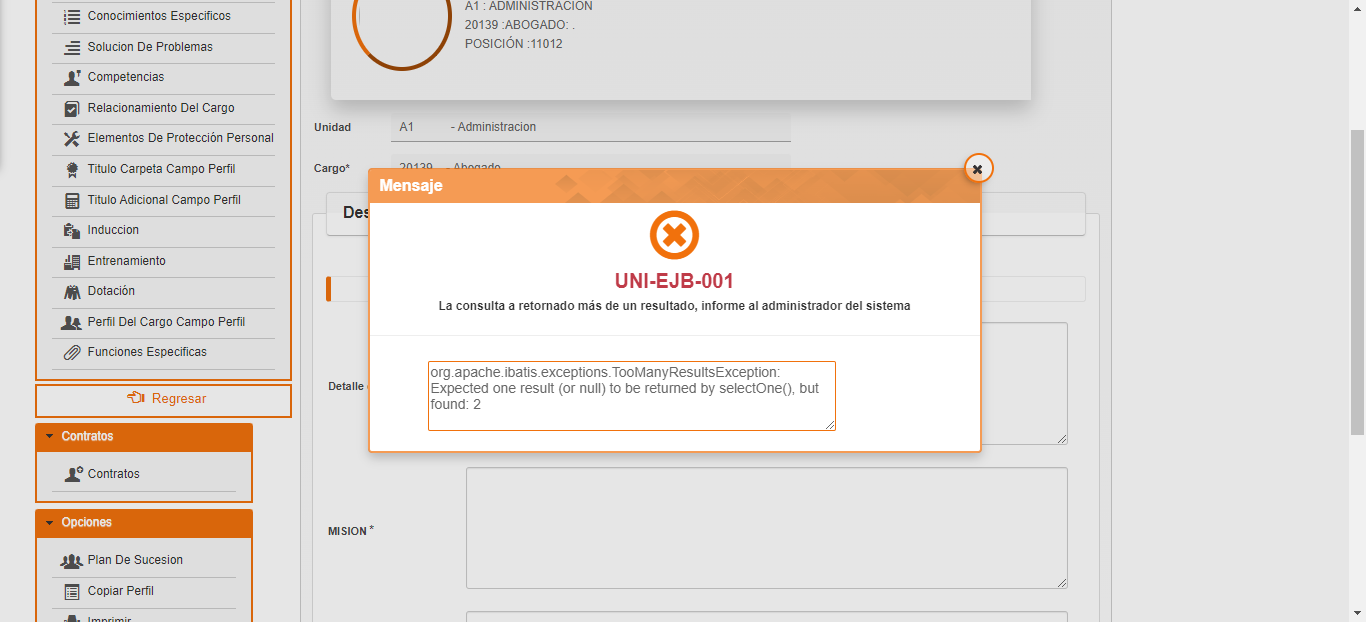 Conocimientos Especificos
Solucion De Problemas
Competencias
Relacionamiento Del Cargo
Elementos De Protección Personal
Titulo Carpeta Campo Perfil
Titulo Adicional Campo Perfil
Induccion
Entrenamiento
Dotación
Perfil Del Cargo Campo Perfil
Funciones Especificas
Regresar
Contratos
Contratos
Opciones
Plan De Sucesion
Copiar Perfil
Imprimir
A1 : ADMINISTRACIÓN
20139 :ABOGADO: .
POSICIÓN :11012
Unidad A1 - Administracion
Cargo* 20139 - Abogado
Des
Mensaje
UNI-EJB-001
La consulta a retornado más de un resultado, informe al administrador del sistema
org.apache.ibatis.exceptions.TooManyResultsException:
Expected one result (or null) to be returned by selectOne(), but
found: 2
Detalle
MISION *